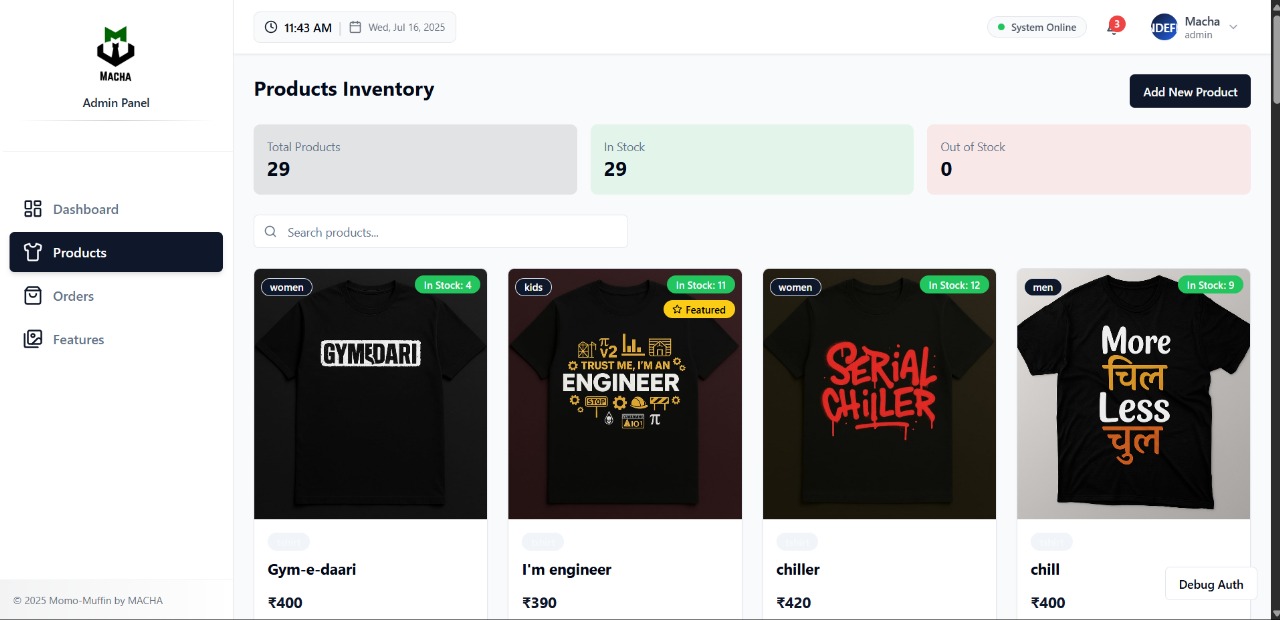 MACHA
Admin Panel
Dashboard
Products
Orders
Features
© 2025 Momo-Muffin by MACHA
11:43 AM | Wed, Jul 16, 2025
System Online
3
Macha
admin
Products Inventory
Add New Product
Total Products
29
In Stock
29
Out of Stock
0
Search products...
women
In Stock: 4
GYMEDARI
Gym-e-daari
₹400
kids
In Stock: 11
Featured
π
√2
TRUST ME, I'M AN
ENGINEER
STOP
π
I'm engineer
₹390
women
In Stock: 12
SERIAL
CHILLER
chiller
₹420
men
In Stock: 9
More
चिल
Less
चुल
chill
₹400
Debug Auth